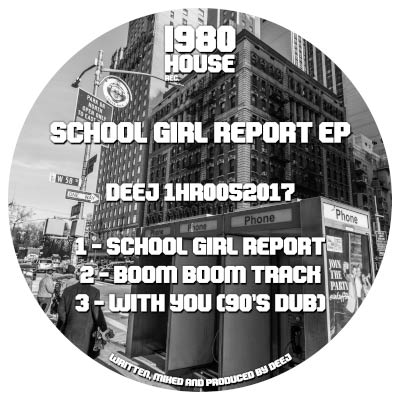 1980
HOUSE
REC.
SCHOOL GIRL REPORT EP
DEEJ 1HR0052017
1 - SCHOOL GIRL REPORT
2 - BOOM BOOM TRACK
3 - WITH YOU (90'S DUB)
WRITTEN, MIXED AND PRODUCED BY DEEJ
W 58
Phone
Phone
Phone
JOIN
THE
PARTY